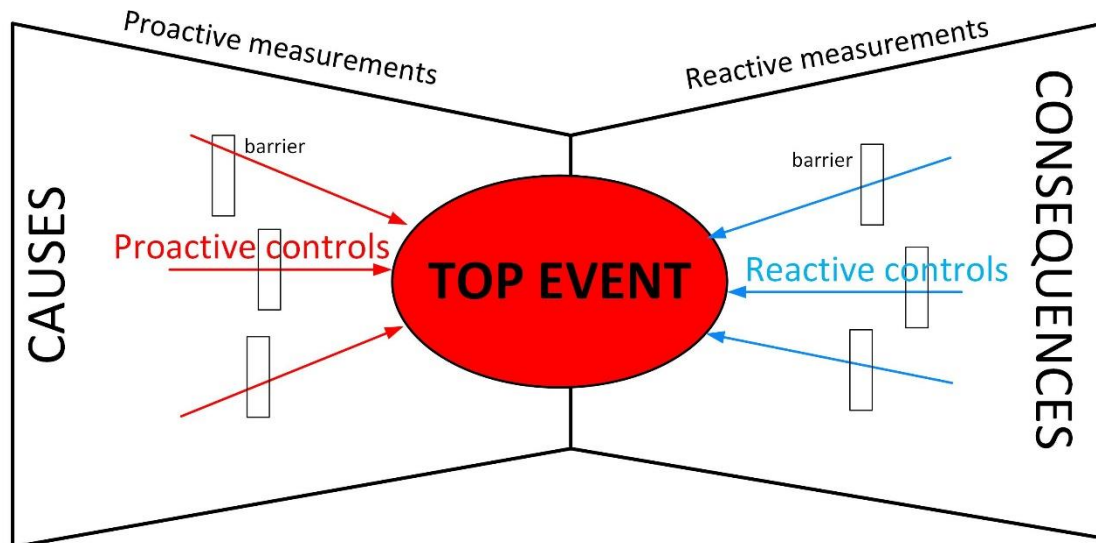 Proactive measurements
Reactive measurements
barrier
barrier
CAUSES
Proactive controls
TOP EVENT
Reactive controls
CONSEQUENCES